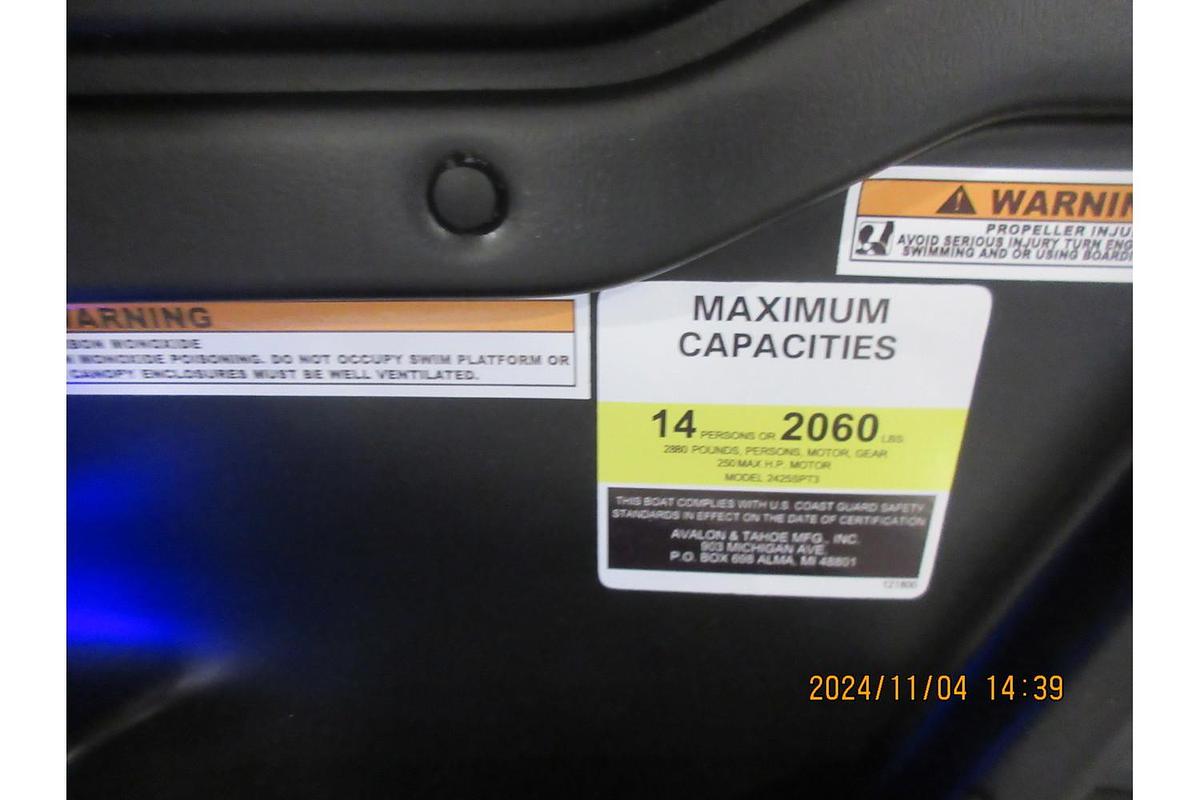 WARNIN
PROPELLER INJU
AVOID SERIOUS INJURY TURN ENG
SWIMMING AND OR USING BOARDI
ARNING
BON MONOXIDE
N MONOXIDE POISONING. DO NOT OCCUPY SWIM PLATFORM OR
CANOPY ENCLOSURES MUST BE WELL VENTILATED.
MAXIMUM
CAPACITIES
14 PERSONS OR 2060 LBS
2880 POUNDS, PERSONS, MOTOR, GEAR
250 MAX H.P. MOTOR
MODEL 2425SPT3
THIS BOAT COMPLIES WITH U.S. COAST GUARD SAFETY
STANDARDS IN EFFECT ON THE DATE OF CERTIFICATION
AVALON & TAHOE MFG., INC.
903 MICHIGAN AVE.
P.O. BOX 698 ALMA, MI 48801
2024/11/04 14:39